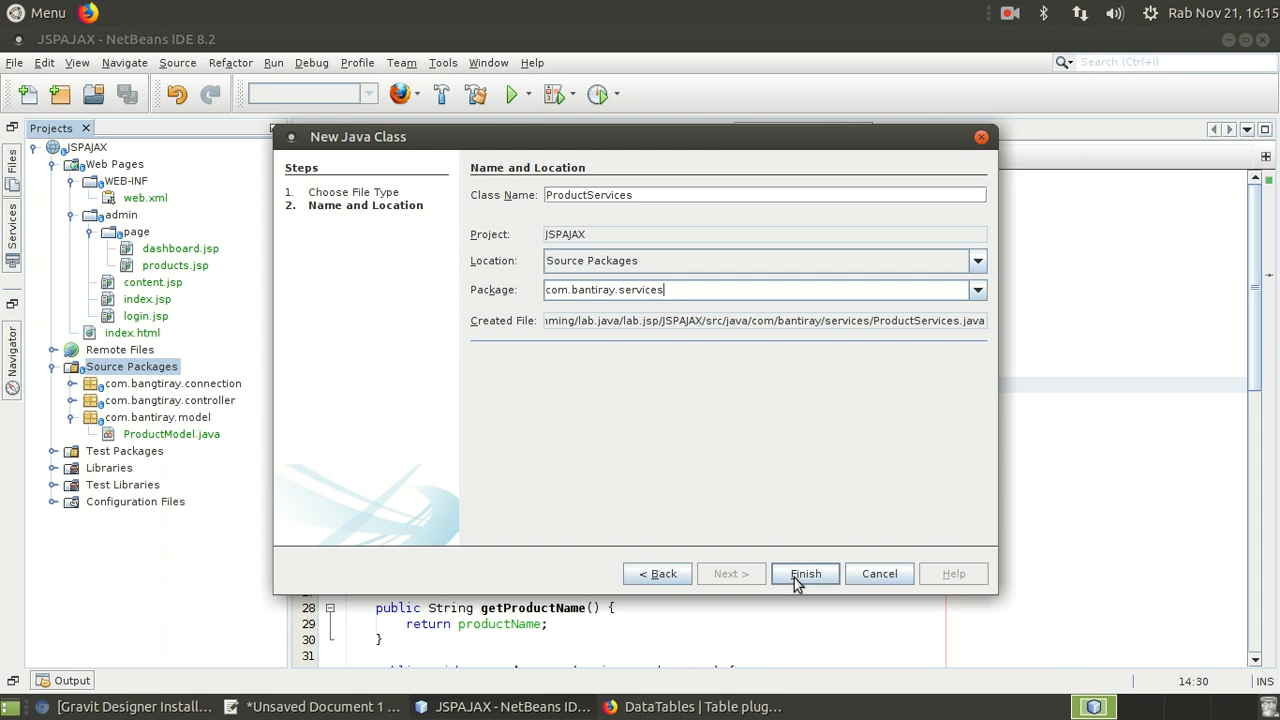 Menu
Rab Nov 21, 16:15
JSPAJAX - NetBeans IDE 8.2
File Edit View Navigate Source Refactor Run Debug Profile Team Tools Window Help
Search (Ctrl+I)
Projects
Files
Services
Navigator
JSPAJAX
Web Pages
WEB-INF
web.xml
admin
page
dashboard.jsp
products.jsp
content.jsp
index.jsp
login.jsp
index.html
Remote Files
Source Packages
com.bangtiray.connection
com.bangtiray.controller
com.bantiray.model
ProductModel.java
Test Packages
Libraries
Test Libraries
Configuration Files
New Java Class
Steps
1. Choose File Type
2. Name and Location
Name and Location
Class Name: ProductServices
Project: JSPAJAX
Location: Source Packages
Package: com.bantiray.services
Created File: nming/lab.java/lab.jsp/JSPAJAX/src/java/com/bantiray/services/ProductServices.java
< Back Next > Finish Cancel Help
28 public String getProductName() {
29 return productName;
30 }
31
Output
14:30 INS
[Gravit Designer Install...
*Unsaved Document 1 ...
JSPAJAX - NetBeans ID...
DataTables | Table plug...